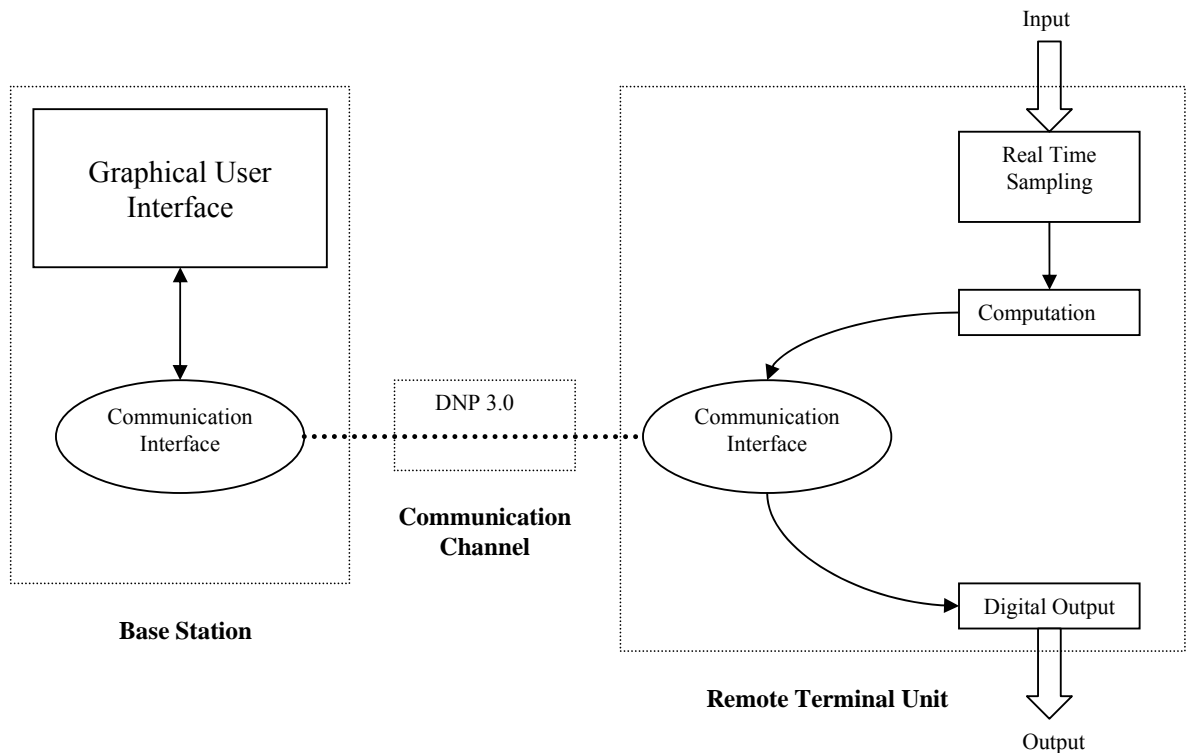 Input
Graphical User
Interface
Real Time
Sampling
Computation
Communication
Interface
DNP 3.0
Communication
Interface
Communication
Channel
Digital Output
Base Station
Remote Terminal Unit
Output